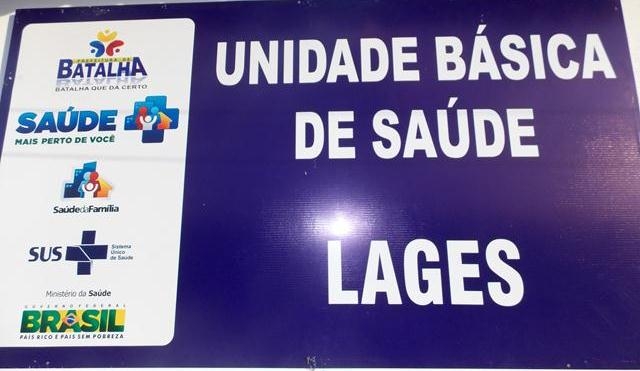 PREFEITURA DE
BATALHA
BATALHA QUE DÁ CERTO
SAÚDE
MAIS PERTO DE VOCÊ
SaúdedaFamília
SUS
Sistema
Único
de Saúde
Ministério da Saúde
GOVERNO FEDERAL
BRASIL
PAÍS RICO É PAÍS SEM POBREZA
UNIDADE BÁSICA
DE SAÚDE
LAGES